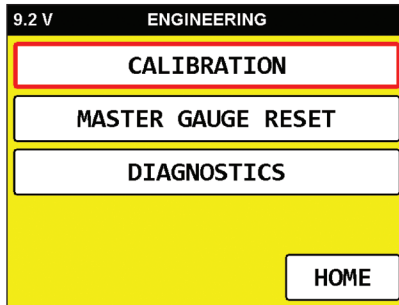 9.2 V ENGINEERING
CALIBRATION
MASTER GAUGE RESET
DIAGNOSTICS
HOME